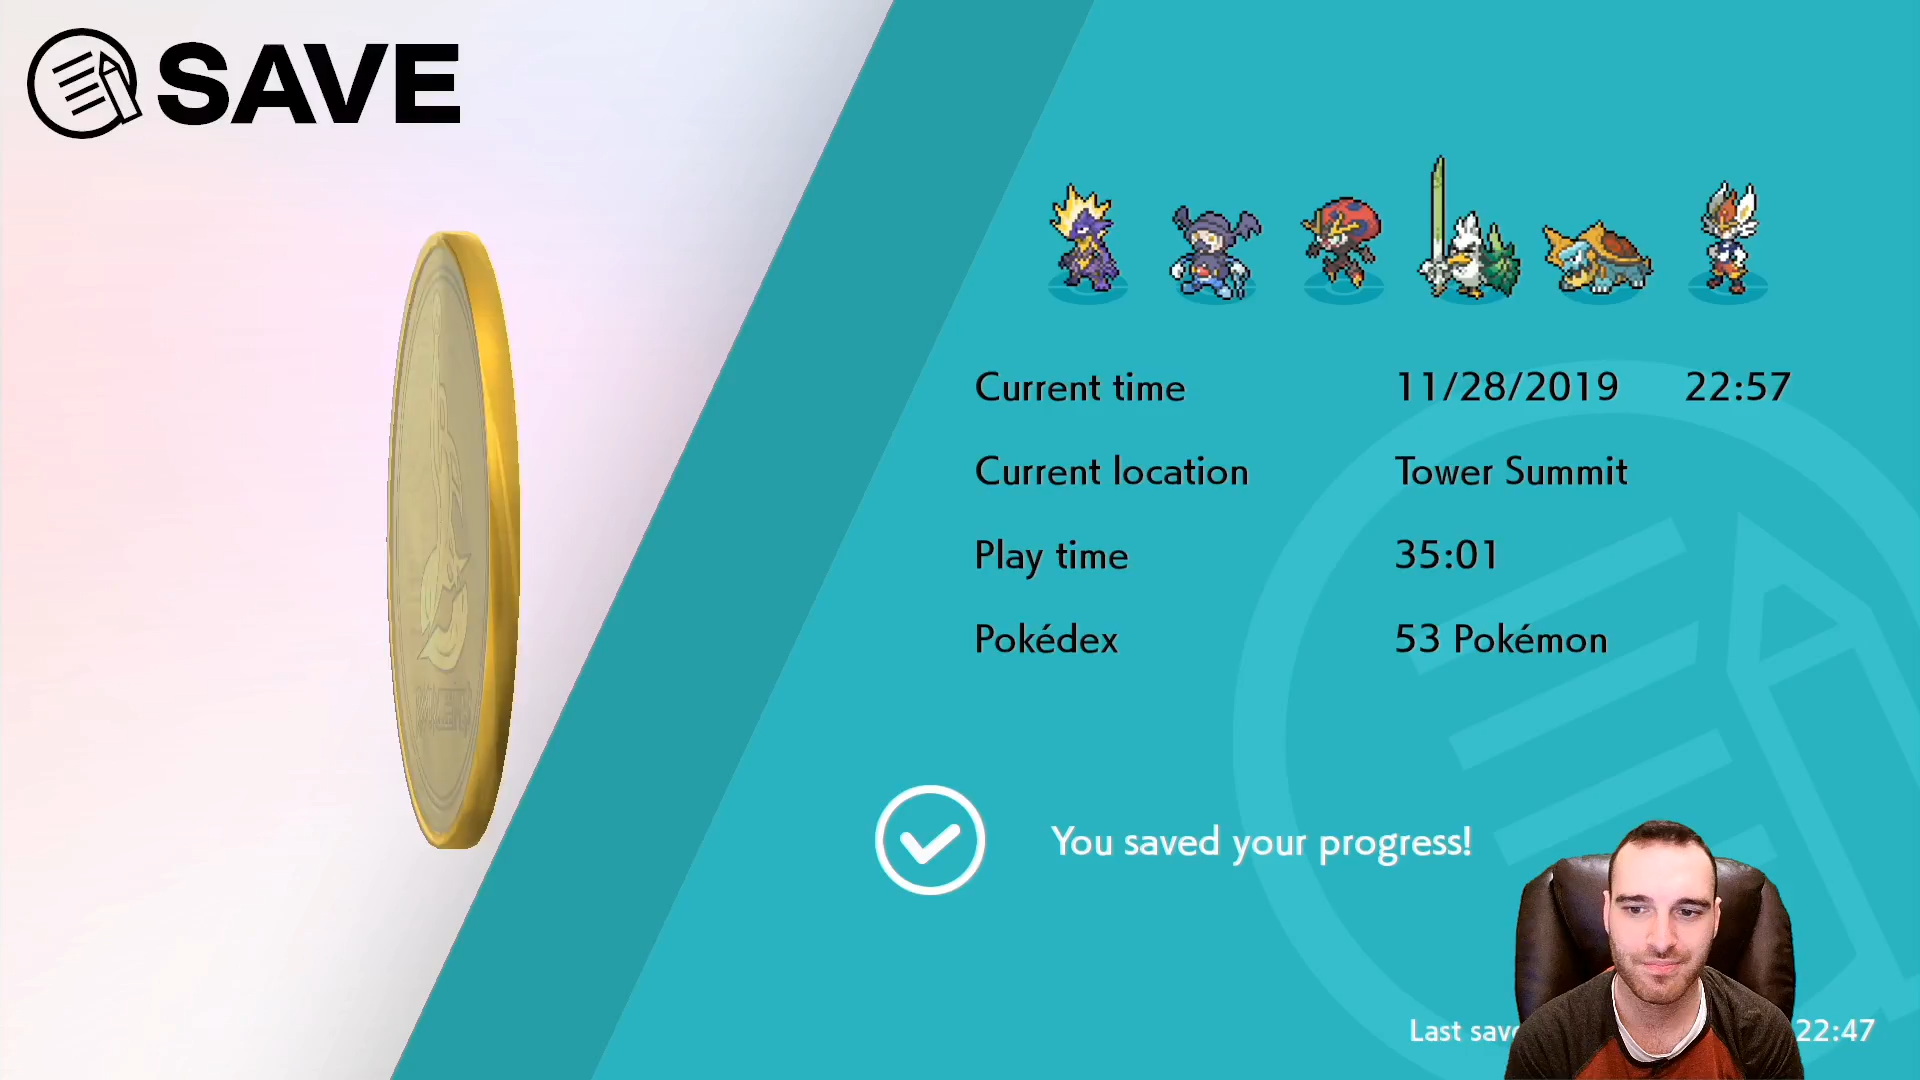 SAVE
Current time 11/28/2019 22:57
Current location Tower Summit
Play time 35:01
Pokédex 53 Pokémon
You saved your progress!
Last save 22:47